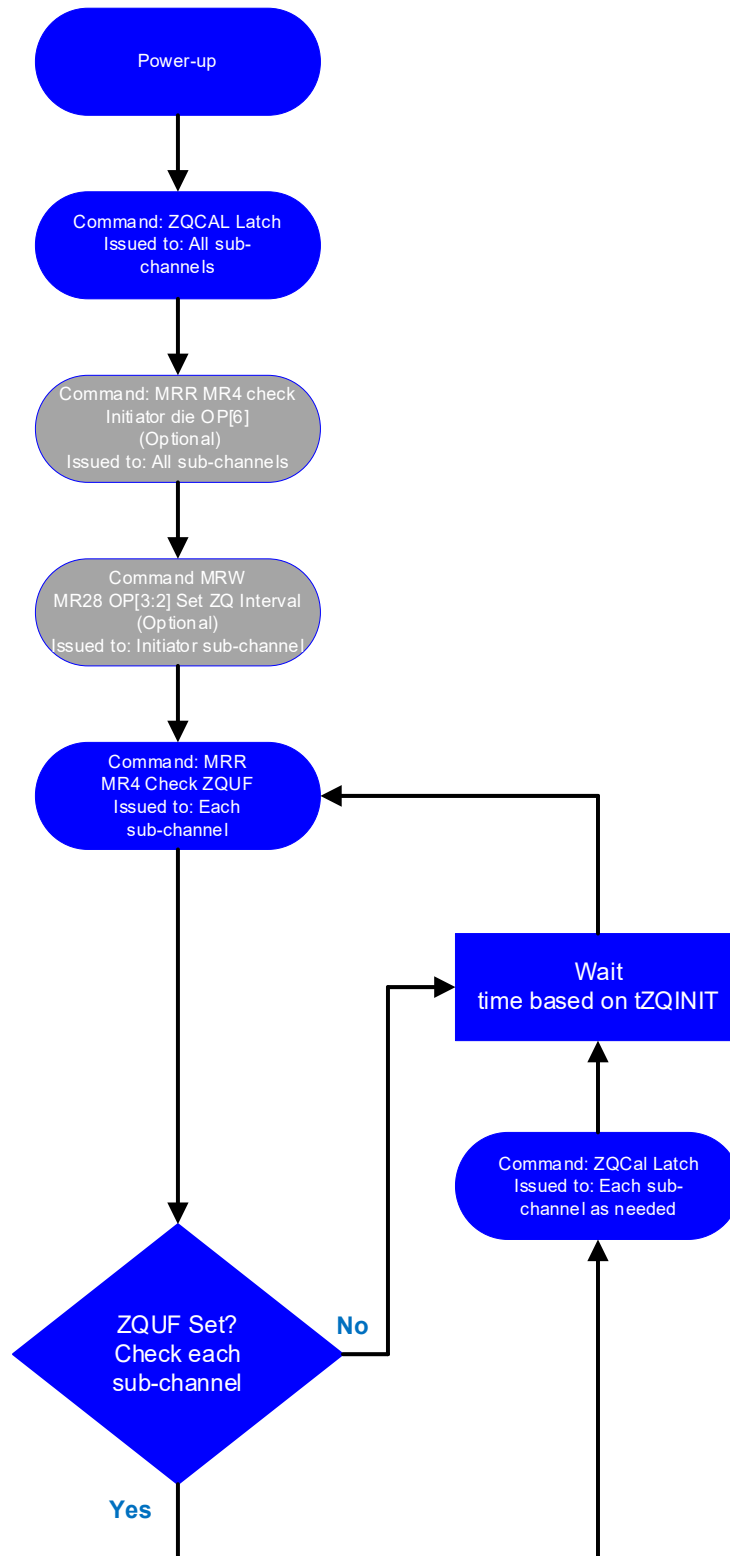 Power-up
Command: ZQCAL Latch
Issued to: All sub-
channels
Command: MRR MR4 check
Initiator die OP[6]
(Optional)
Issued to: All sub-channels
Command MRW
MR28 OP[3:2] Set ZQ Interval
(Optional)
Issued to: Initiator sub-channel
Command: MRR
MR4 Check ZQUF
Issued to: Each
sub-channel
Wait
time based on tZQINIT
Command: ZQCal Latch
Issued to: Each sub-
channel as needed
ZQUF Set?
Check each
sub-channel
No
Yes